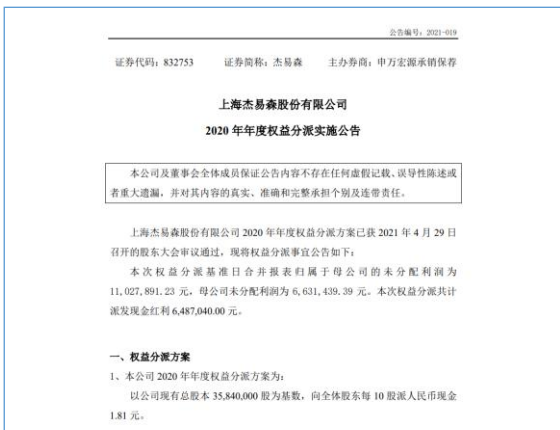 公告编号：2021-019
证券代码：832753 证券简称：杰易森 主办券商：申万宏源承销保荐
上海杰易森股份有限公司
2020 年年度权益分派实施公告
本公司及董事会全体成员保证公告内容不存在任何虚假记载、误导性陈述或
者重大遗漏，并对其内容的真实、准确和完整承担个别及连带责任。
上海杰易森股份有限公司 2020 年年度权益分派方案已获 2021 年 4 月 29 日
召开的股东大会审议通过，现将权益分派事宜公告如下：
本次权益分派基准日合并报表归属于母公司的未分配利润为
11,027,891.23 元，母公司未分配利润为 6,631,439.39 元。本次权益分派共计
派发现金红利 6,487,040.00 元。
一、权益分派方案
1、本公司 2020 年年度权益分派方案为：
以公司现有总股本 35,840,000 股为基数，向全体股东每 10 股派人民币现金
1.81 元。